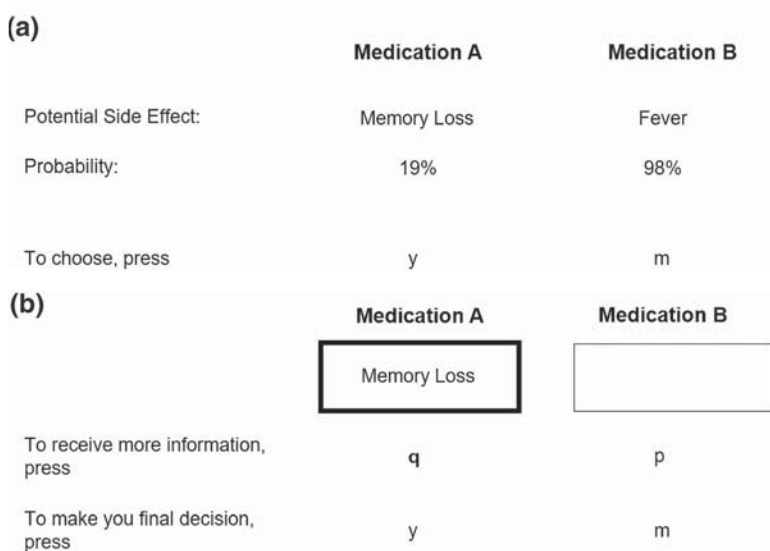 (a)
Medication A Medication B
Potential Side Effect: Memory Loss Fever
Probability: 19% 98%
To choose, press y m
(b)
Medication A Medication B
Memory Loss
To receive more information,
press q p
To make you final decision,
press y m